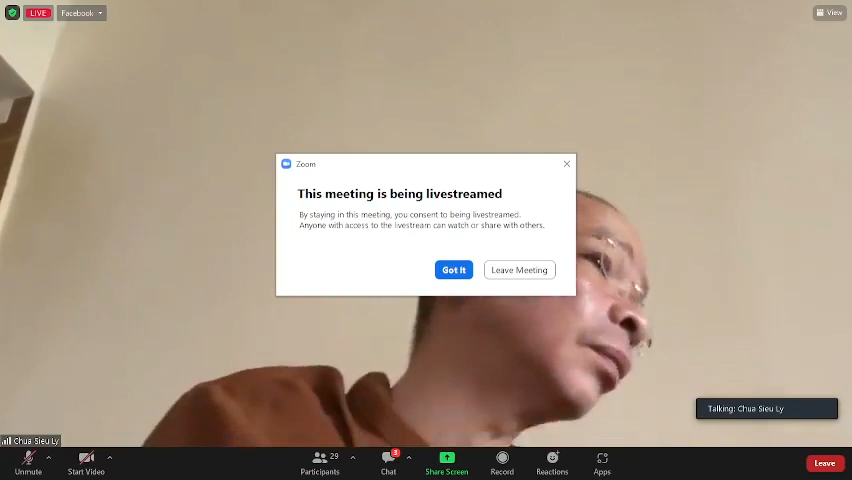 LIVE
Facebook
View
Zoom
This meeting is being livestreamed
By staying in this meeting, you consent to being livestreamed.
Anyone with access to the livestream can watch or share with others.
Got It
Leave Meeting
Talking: Chua Sieu Ly
Chua Sieu Ly
Unmute
Start Video
29
Participants
3
Chat
Share Screen
Record
Reactions
Apps
Leave